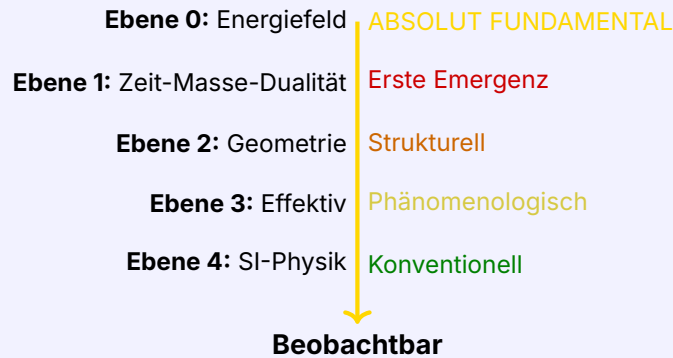 Ebene 0: Energiefeld ABSOLUT FUNDAMENTAL
Ebene 1: Zeit-Masse-Dualität Erste Emergenz
Ebene 2: Geometrie Strukturell
Ebene 3: Effektiv Phänomenologisch
Ebene 4: SI-Physik Konventionell
Beobachtbar